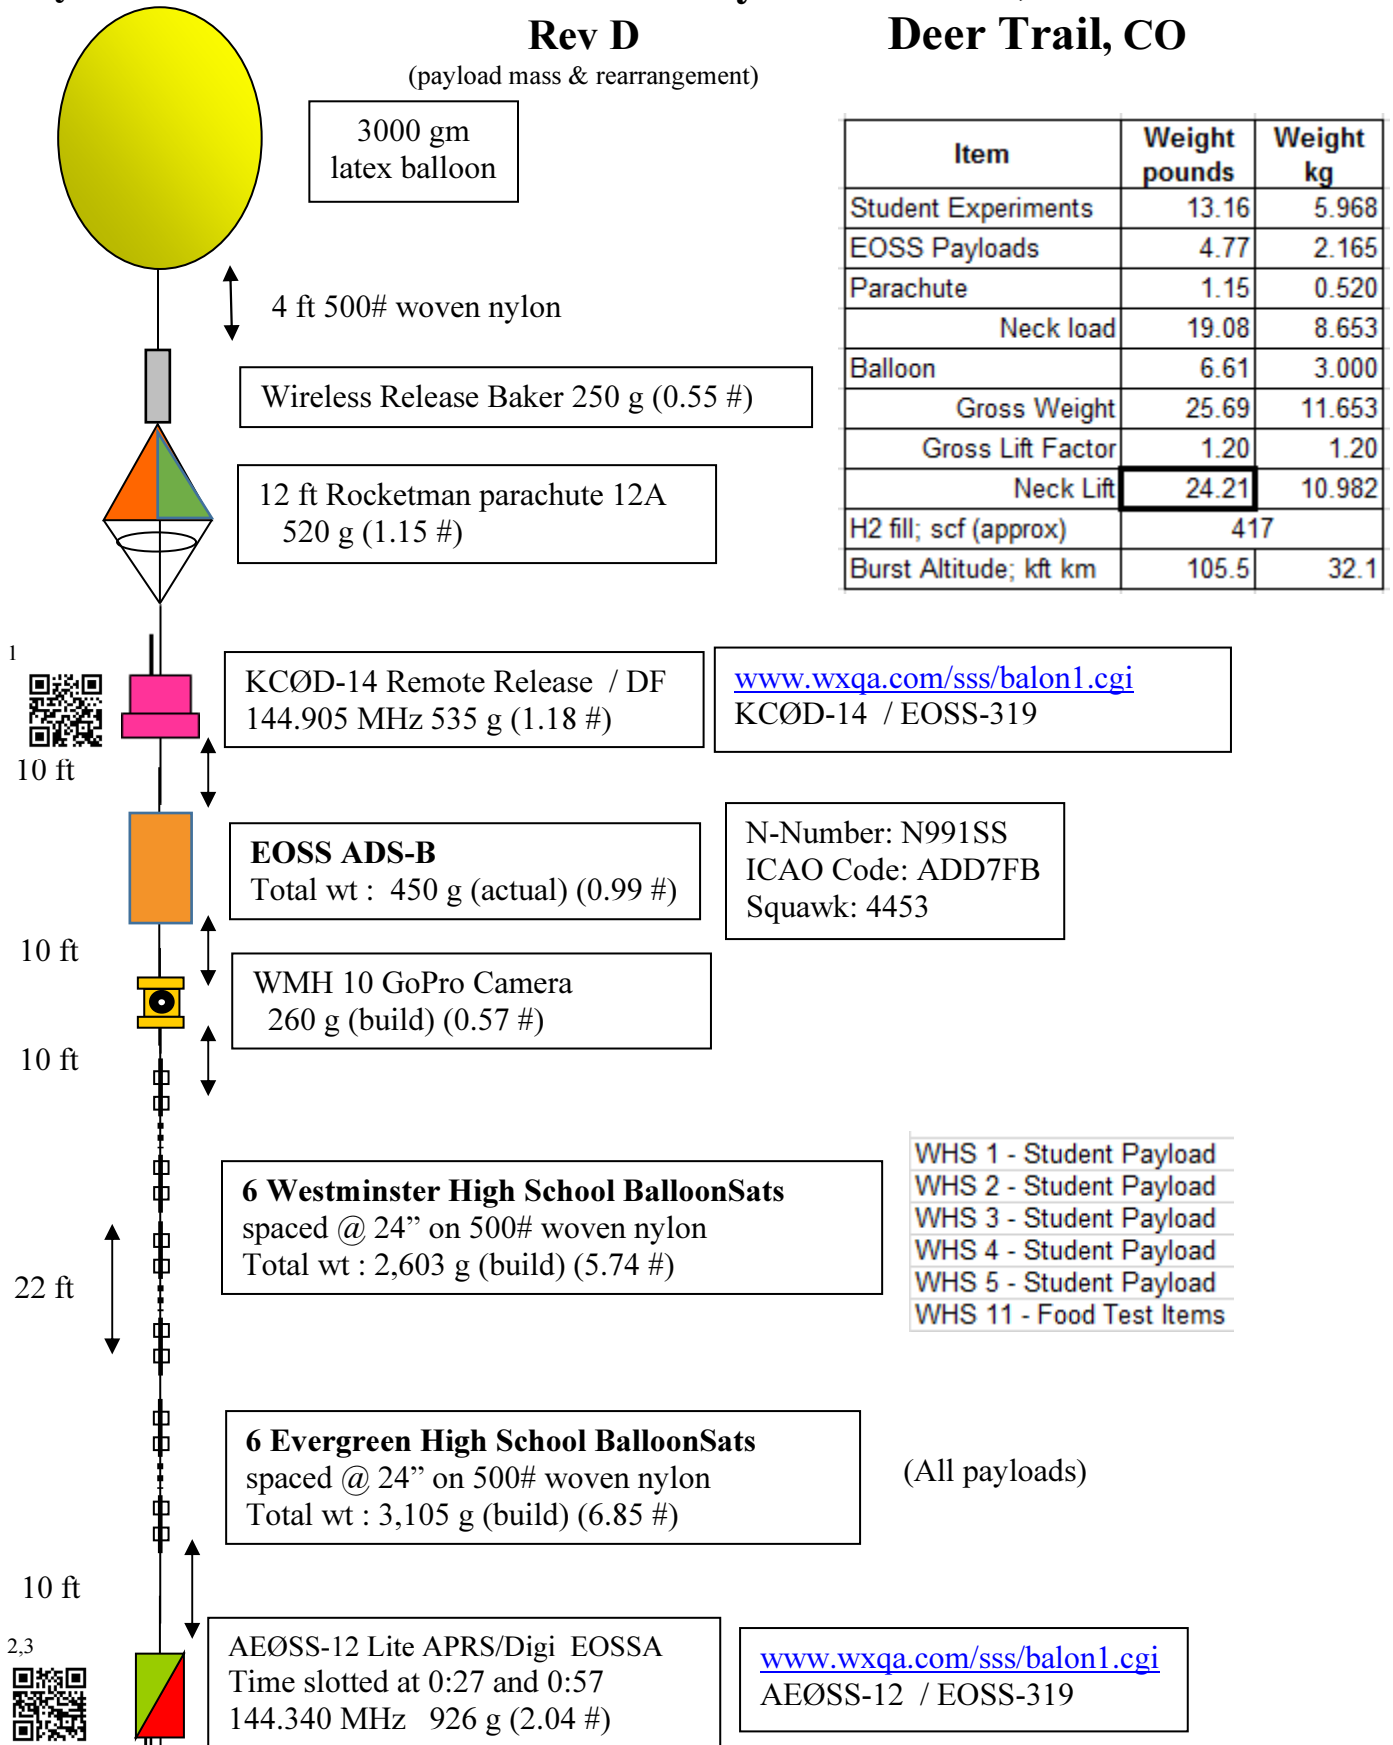 Rev D
Deer Trail, CO
(payload mass & rearrangement)
3000 gm
latex balloon
Item Weight pounds Weight kg
Student Experiments 13.16 5.968
EOSS Payloads 4.77 2.165
Parachute 1.15 0.520
Neck load 19.08 8.653
Balloon 6.61 3.000
Gross Weight 25.69 11.653
Gross Lift Factor 1.20 1.20
Neck Lift 24.21 10.982
H2 fill; scf (approx) 417
Burst Altitude; kft km 105.5 32.1
4 ft 500# woven nylon
Wireless Release Baker 250 g (0.55 #)
12 ft Rocketman parachute 12A
520 g (1.15 #)
1
KCØD-14 Remote Release / DF
144.905 MHz 535 g (1.18 #)
www.wxqa.com/sss/balon1.cgi
KCØD-14 / EOSS-319
10 ft
EOSS ADS-B
Total wt : 450 g (actual) (0.99 #)
N-Number: N991SS
ICAO Code: ADD7FB
Squawk: 4453
10 ft
WMH 10 GoPro Camera
260 g (build) (0.57 #)
10 ft
6 Westminster High School BalloonSats
spaced @ 24” on 500# woven nylon
Total wt : 2,603 g (build) (5.74 #)
WHS 1 - Student Payload
WHS 2 - Student Payload
WHS 3 - Student Payload
WHS 4 - Student Payload
WHS 5 - Student Payload
WHS 11 - Food Test Items
22 ft
6 Evergreen High School BalloonSats
spaced @ 24” on 500# woven nylon
Total wt : 3,105 g (build) (6.85 #)
(All payloads)
10 ft
2,3
AEØSS-12 Lite APRS/Digi EOSSA
Time slotted at 0:27 and 0:57
144.340 MHz 926 g (2.04 #)
www.wxqa.com/sss/balon1.cgi
AEØSS-12 / EOSS-319